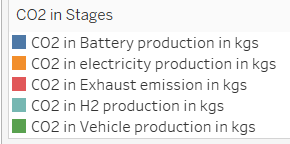 CO2 in Stages
CO2 in Battery production in kgs
CO2 in electricity production in kgs
CO2 in Exhaust emission in kgs
CO2 in H2 production in kgs
CO2 in Vehicle production in kgs